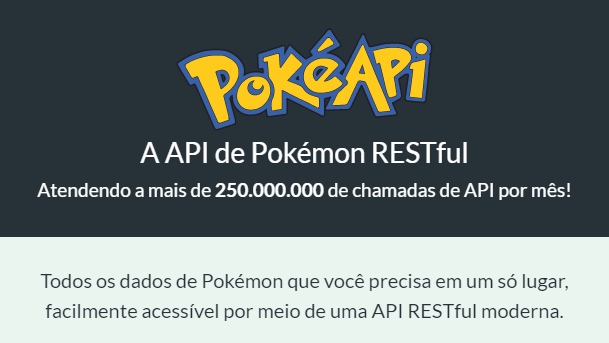 PokéAPi
A API de Pokémon RESTful
Atendendo a mais de 250.000.000 de chamadas de API por mês!
Todos os dados de Pokémon que você precisa em um só lugar,
facilmente acessível por meio de uma API RESTful moderna.